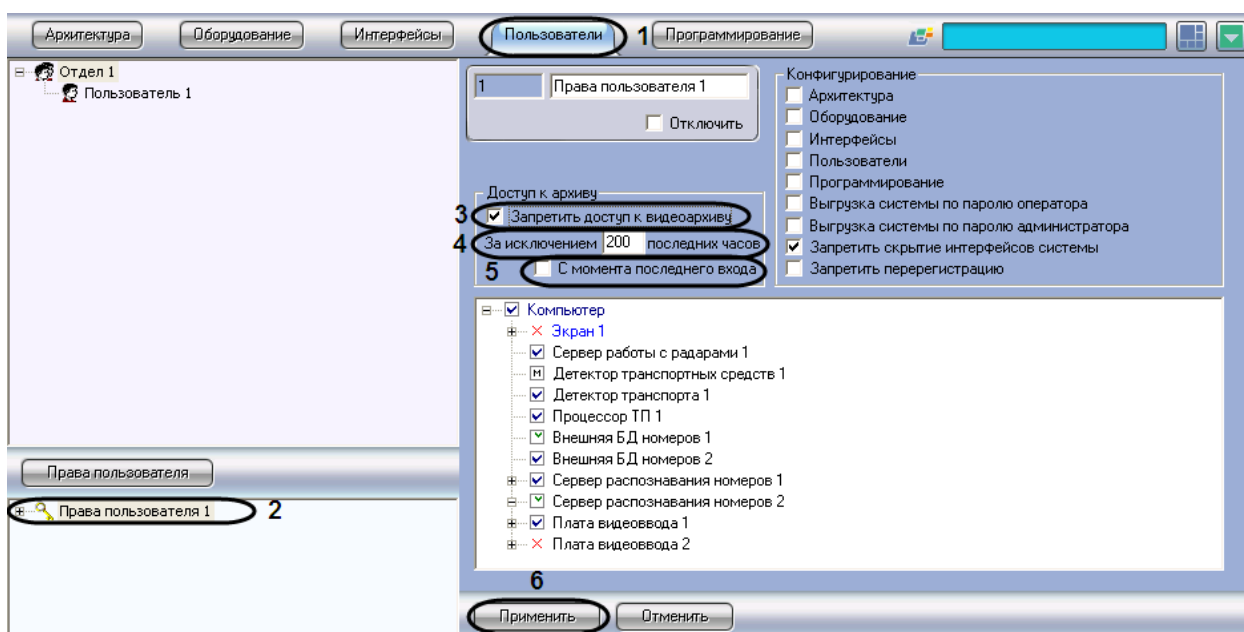 Архитектура Оборудование Интерфейсы Пользователи 1 Программирование
Отдел 1
Пользователь 1
1 Права пользователя 1
Отключить
Доступ к архиву
3 Запретить доступ к видеоархиву
4 За исключением 200 последних часов
5 С момента последнего входа
Конфигурирование
Архитектура
Оборудование
Интерфейсы
Пользователи
Программирование
Выгрузка системы по паролю оператора
Выгрузка системы по паролю администратора
Запретить скрытие интерфейсов системы
Запретить перерегистрацию
Компьютер
Экран 1
Сервер работы с радарами 1
М Детектор транспортных средств 1
Детектор транспорта 1
Процессор ТП 1
Внешняя БД номеров 1
Внешняя БД номеров 2
Сервер распознавания номеров 1
Сервер распознавания номеров 2
Плата видеоввода 1
Плата видеоввода 2
Права пользователя
Права пользователя 1 2
6
Применить Отменить